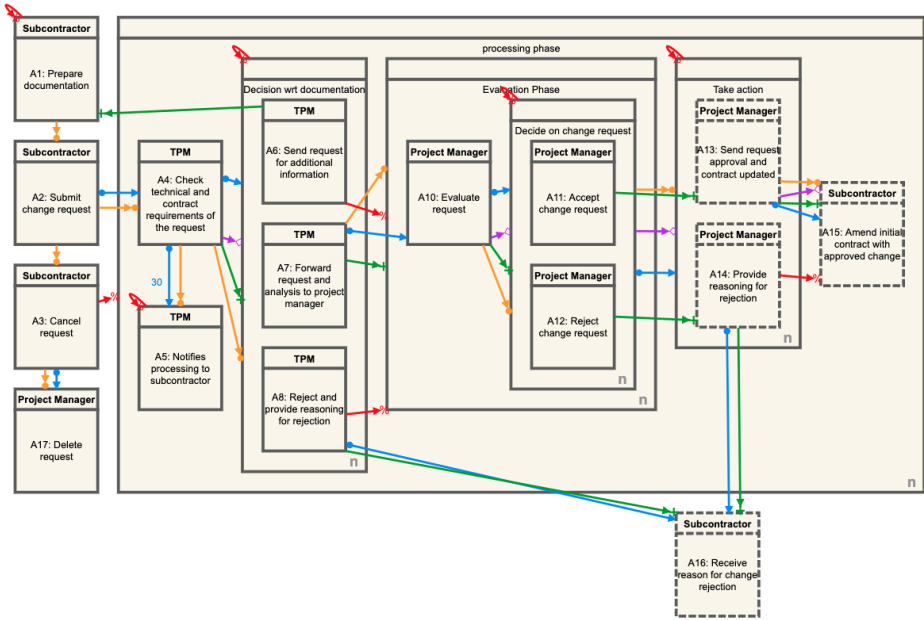 Subcontractor
A1: Prepare
documentation
Subcontractor
A2: Submit
change request
Subcontractor
A3: Cancel
request
%
Project Manager
A17: Delete
request
processing phase
TPM
A4: Check
technical and
contract
requirements of
the request
30
TPM
A5: Notifies
processing to
subcontractor
Decision wrt documentation
TPM
A6: Send request
for additional
information
%
TPM
A7: Forward
request and
analysis to project
mamager
TPM
A8: Reject and
provide reasoning
for rejection
%
n
Evaluation Phase
Project Manager
A10: Evaluate
request
Decide on change request
Project Manager
A11: Accept
change request
Project Manager
A12: Reject
change request
n
n
Take action
Project Manager
A13: Send request
approval and
contract updated
Project Manager
A14: Provide
reasoning for
rejection
n
%
Subcontractor
A15: Amend initial
contract with
approved change
n
Subcontractor
A16: Receive
reason for change
rejection